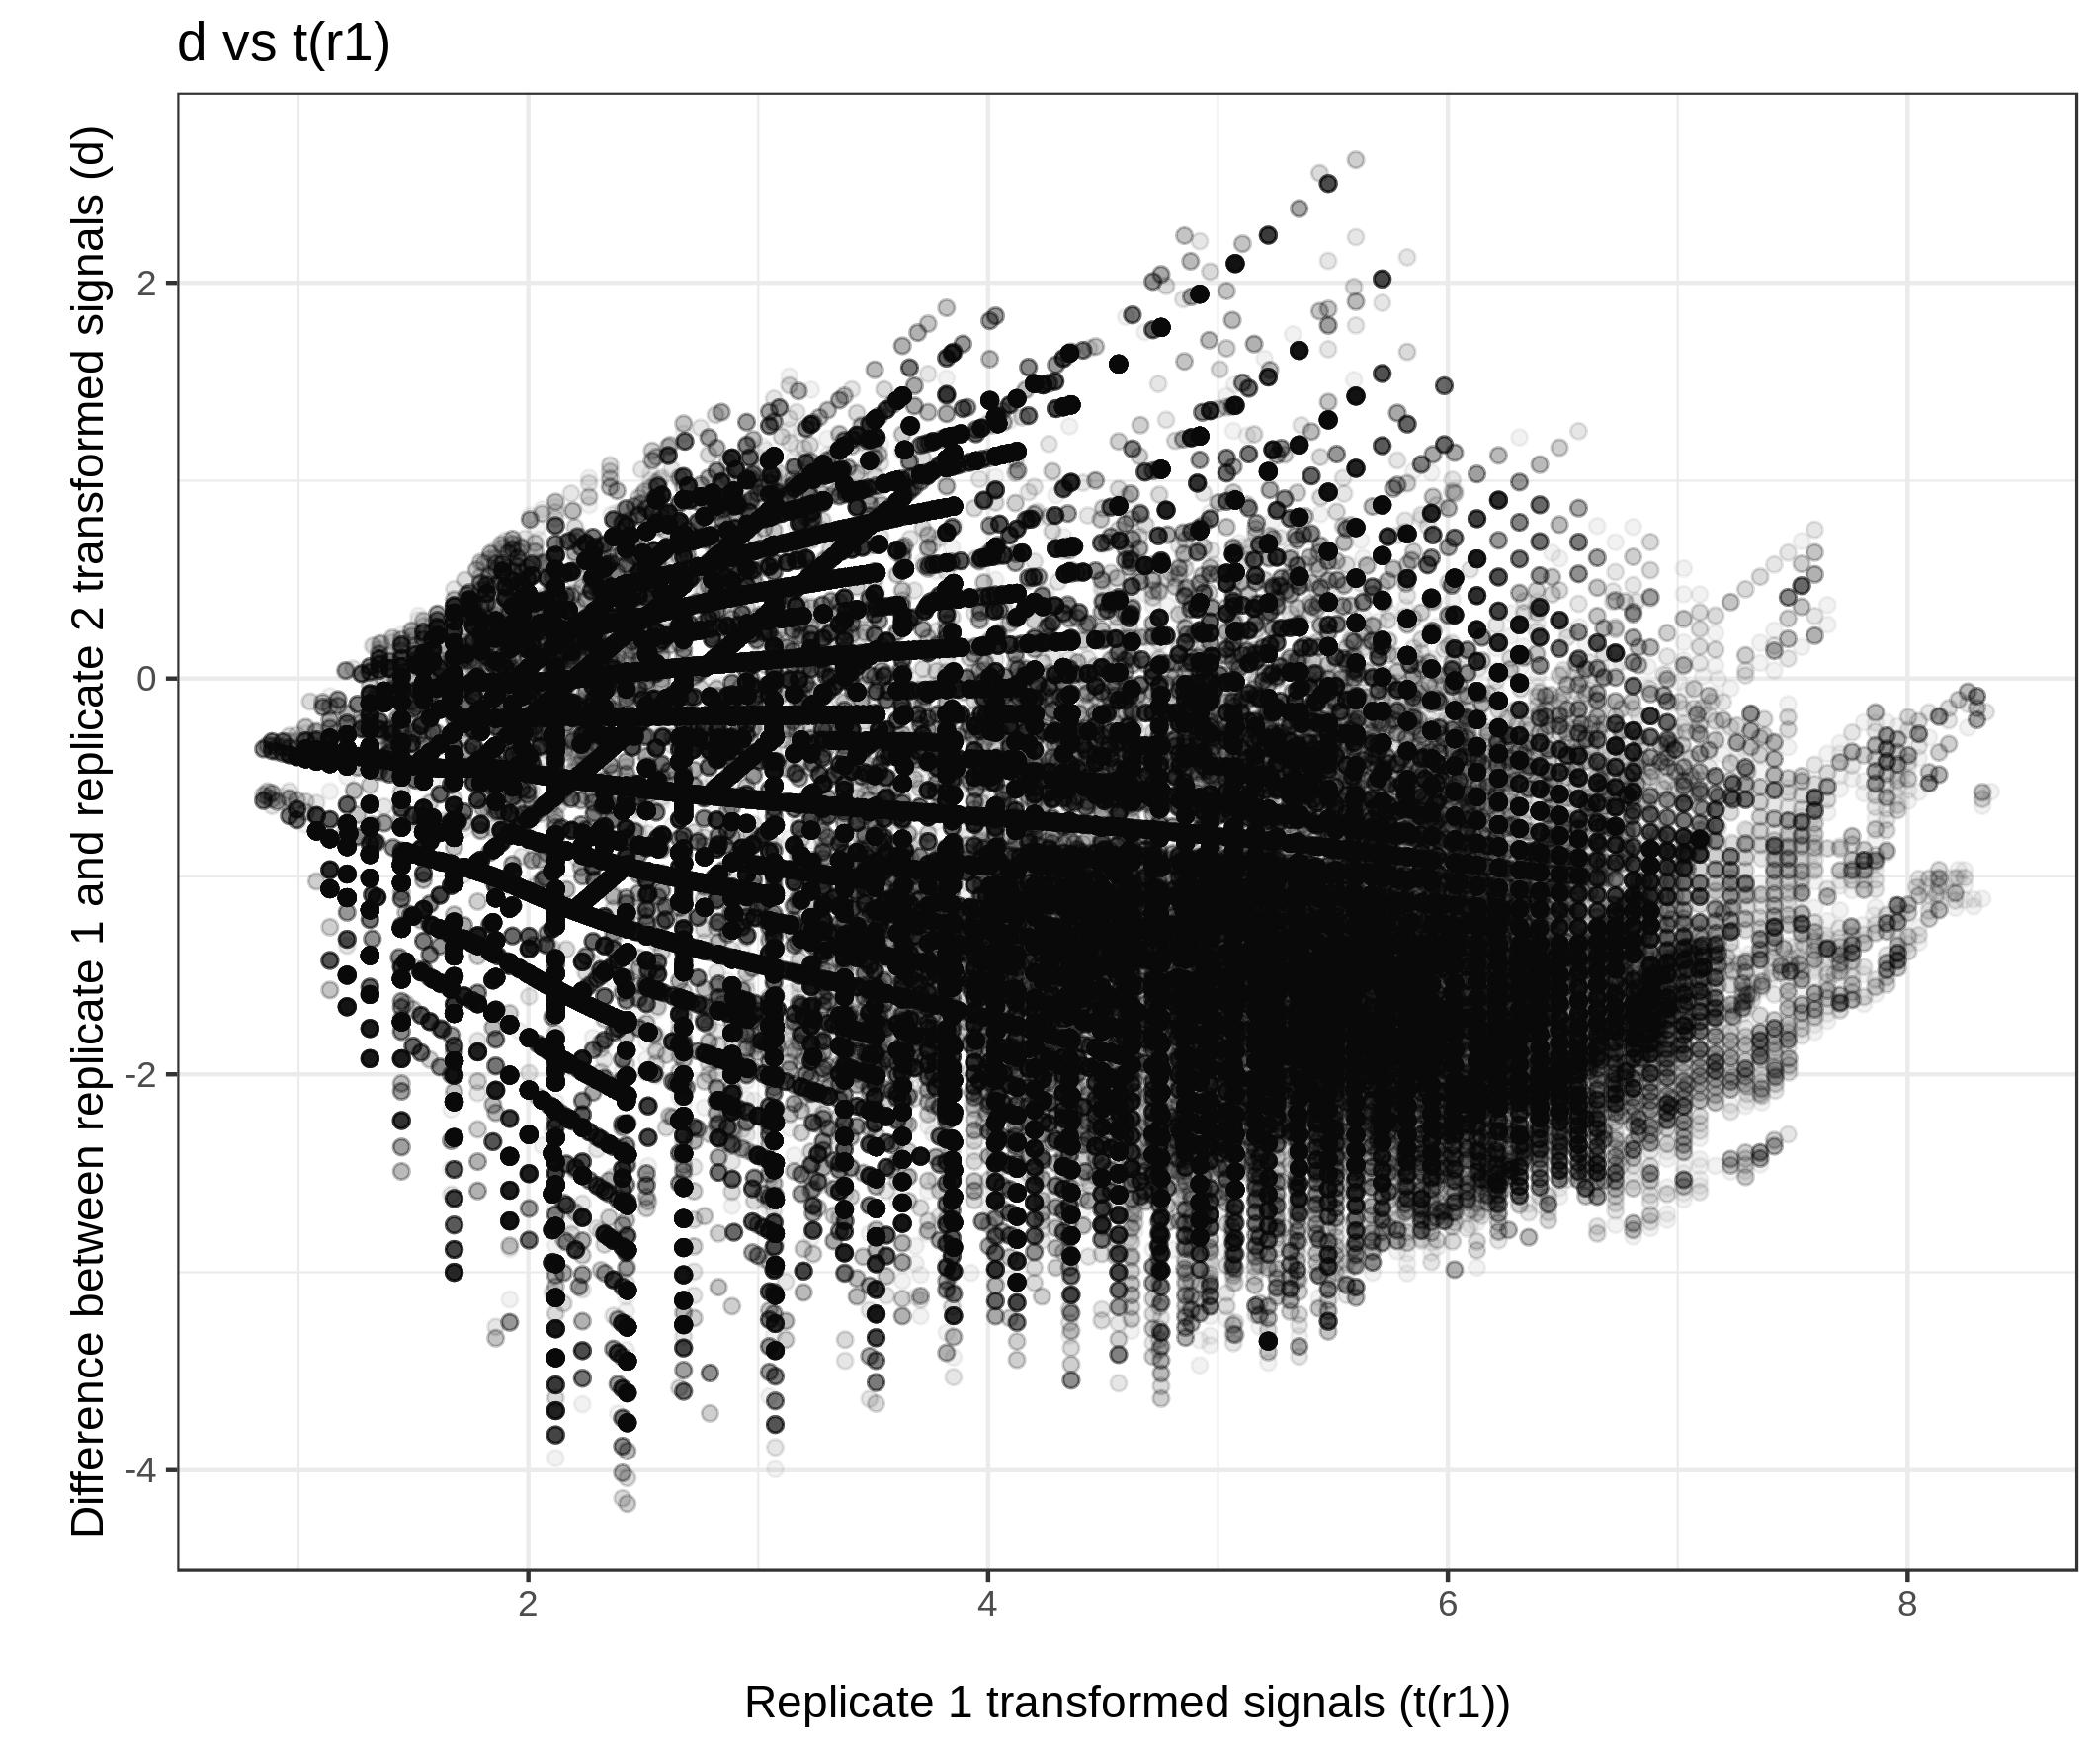 d vs t(r1)
Difference between replicate 1 and replicate 2 transformed signals (d)
2
0
-2
-4
2 4 6 8
Replicate 1 transformed signals (t(r1))